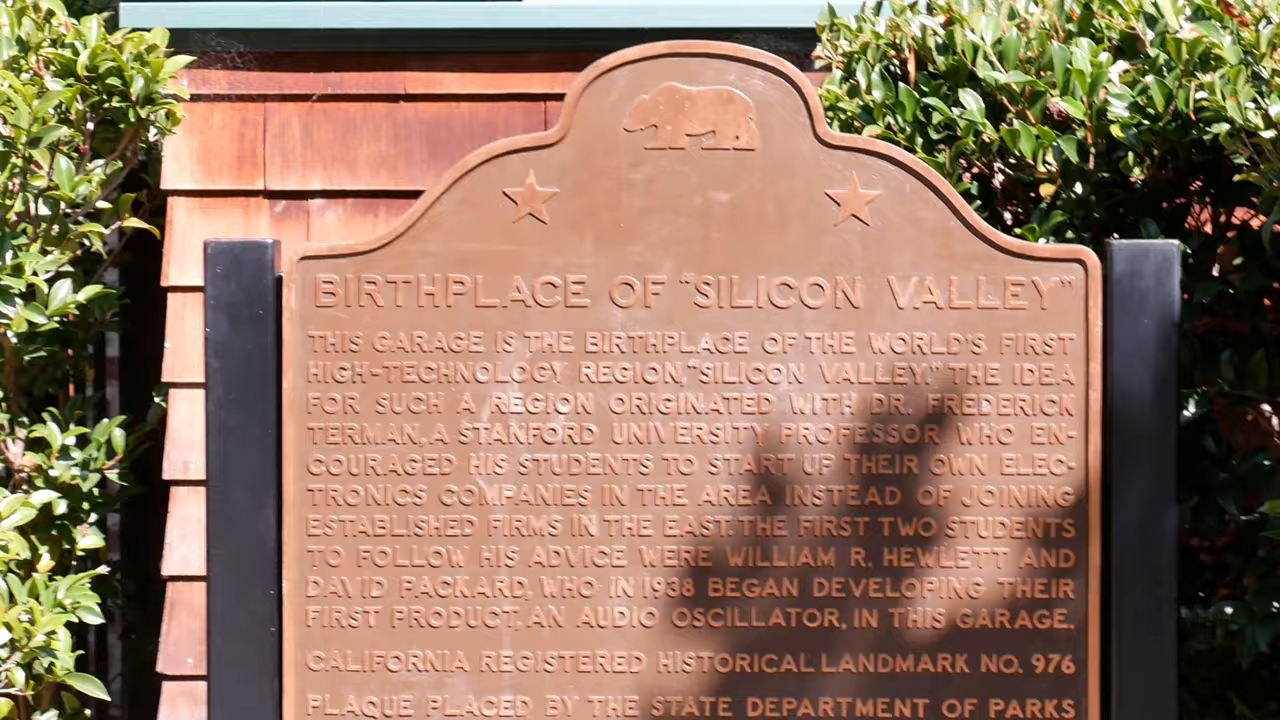 BIRTHPLACE OF "SILICON VALLEY"
THIS GARAGE IS THE BIRTHPLACE OF THE WORLD'S FIRST
HIGH-TECHNOLOGY REGION, "SILICON VALLEY." THE IDEA
FOR SUCH A REGION ORIGINATED WITH DR. FREDERICK
TERMAN, A STANFORD UNIVERSITY PROFESSOR WHO EN-
COURAGED HIS STUDENTS TO START UP THEIR OWN ELEC-
TRONICS COMPANIES IN THE AREA INSTEAD OF JOINING
ESTABLISHED FIRMS IN THE EAST. THE FIRST TWO STUDENTS
TO FOLLOW HIS ADVICE WERE WILLIAM R. HEWLETT AND
DAVID PACKARD, WHO IN 1938 BEGAN DEVELOPING THEIR
FIRST PRODUCT, AN AUDIO OSCILLATOR, IN THIS GARAGE.
CALIFORNIA REGISTERED HISTORICAL LANDMARK NO. 976
PLAQUE PLACED BY THE STATE DEPARTMENT OF PARKS